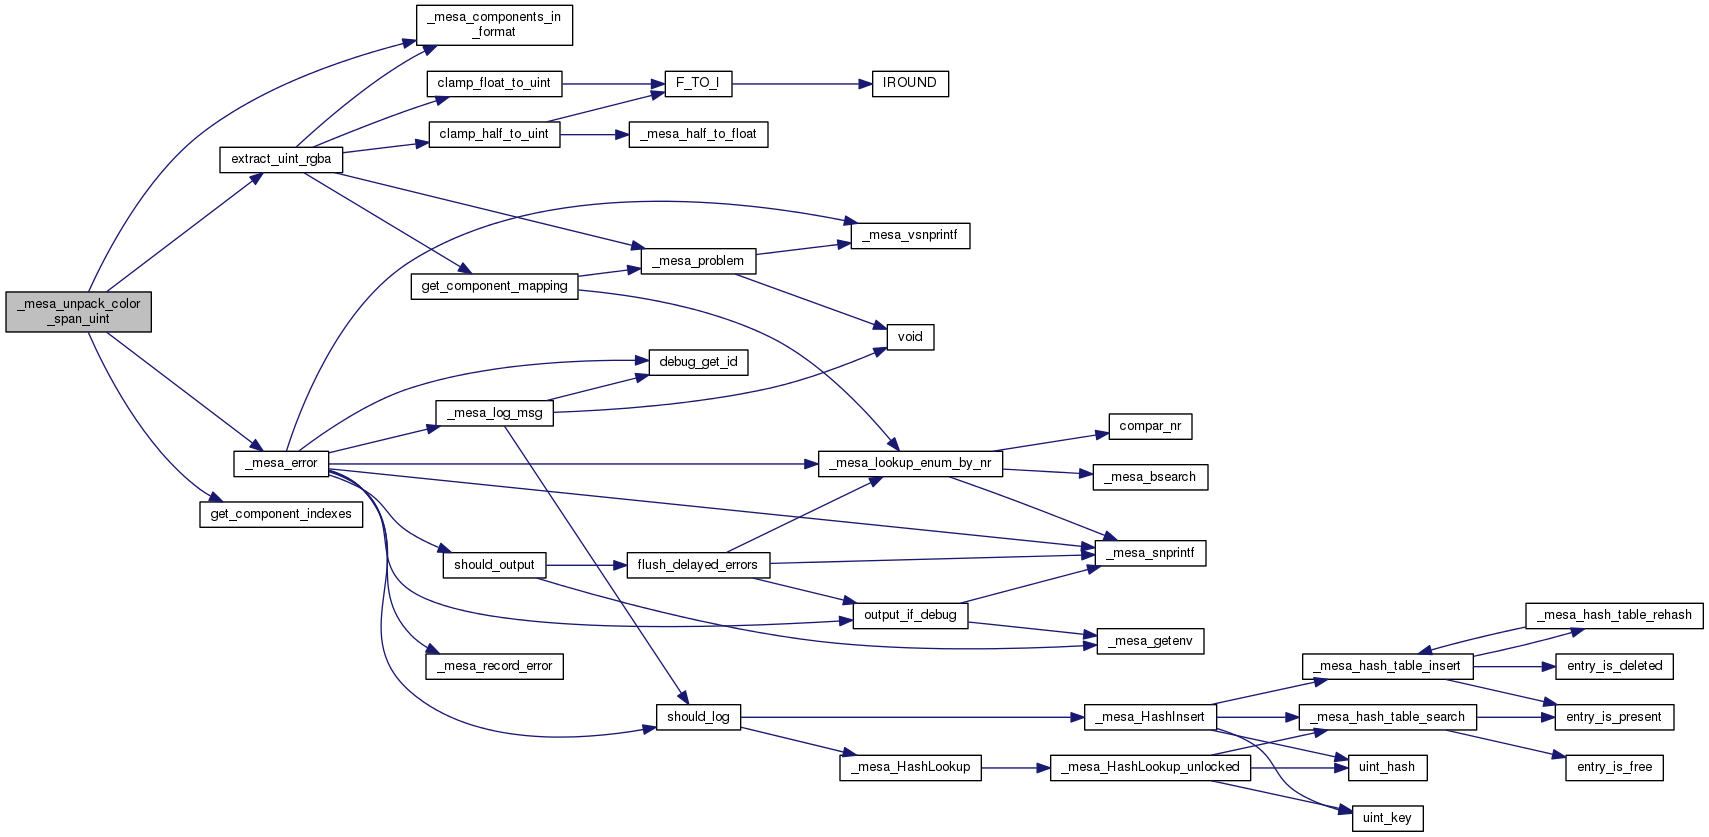 _mesa_components_in
_format
clamp_float_to_uint
F_TO_I
IROUND
clamp_half_to_uint
_mesa_half_to_float
extract_uint_rgba
_mesa_vsnprintf
_mesa_problem
get_component_mapping
_mesa_unpack_color
_span_uint
void
debug_get_id
_mesa_log_msg
compar_nr
_mesa_error
_mesa_lookup_enum_by_nr
_mesa_bsearch
get_component_indexes
_mesa_snprintf
should_output
flush_delayed_errors
output_if_debug
_mesa_hash_table_rehash
_mesa_getenv
_mesa_record_error
_mesa_hash_table_insert
entry_is_deleted
should_log
_mesa_HashInsert
_mesa_hash_table_search
entry_is_present
_mesa_HashLookup
_mesa_HashLookup_unlocked
uint_hash
entry_is_free
uint_key